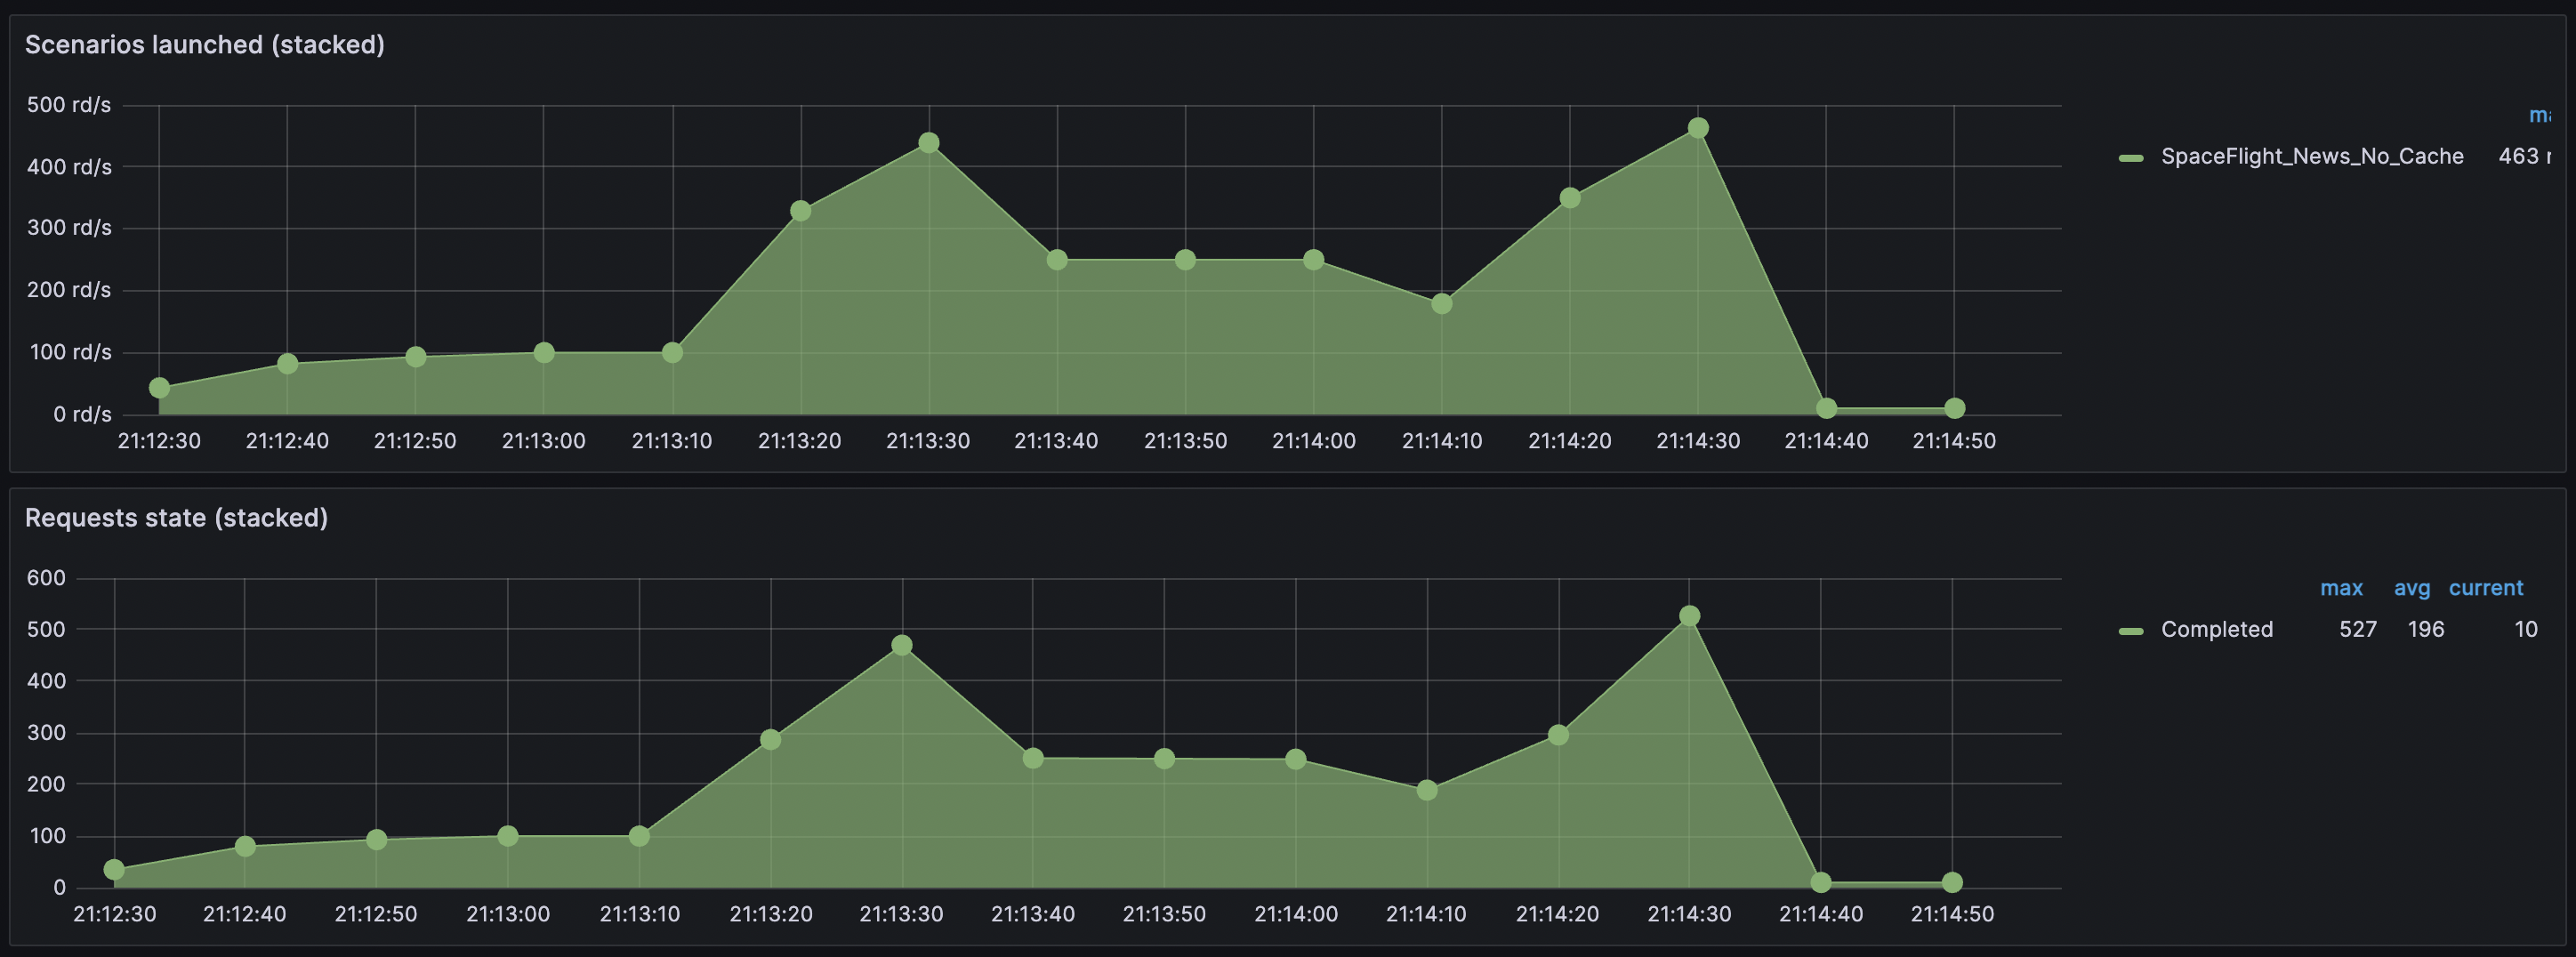 Scenarios launched (stacked)
500 rd/s
400 rd/s
300 rd/s
200 rd/s
100 rd/s
0 rd/s
21:12:30 21:12:40 21:12:50 21:13:00 21:13:10 21:13:20 21:13:30 21:13:40 21:13:50 21:14:00 21:14:10 21:14:20 21:14:30 21:14:40 21:14:50
SpaceFlight_News_No_Cache 463
Requests state (stacked)
600
500
400
300
200
100
0
21:12:30 21:12:40 21:12:50 21:13:00 21:13:10 21:13:20 21:13:30 21:13:40 21:13:50 21:14:00 21:14:10 21:14:20 21:14:30 21:14:40 21:14:50
max avg current
Completed 527 196 10